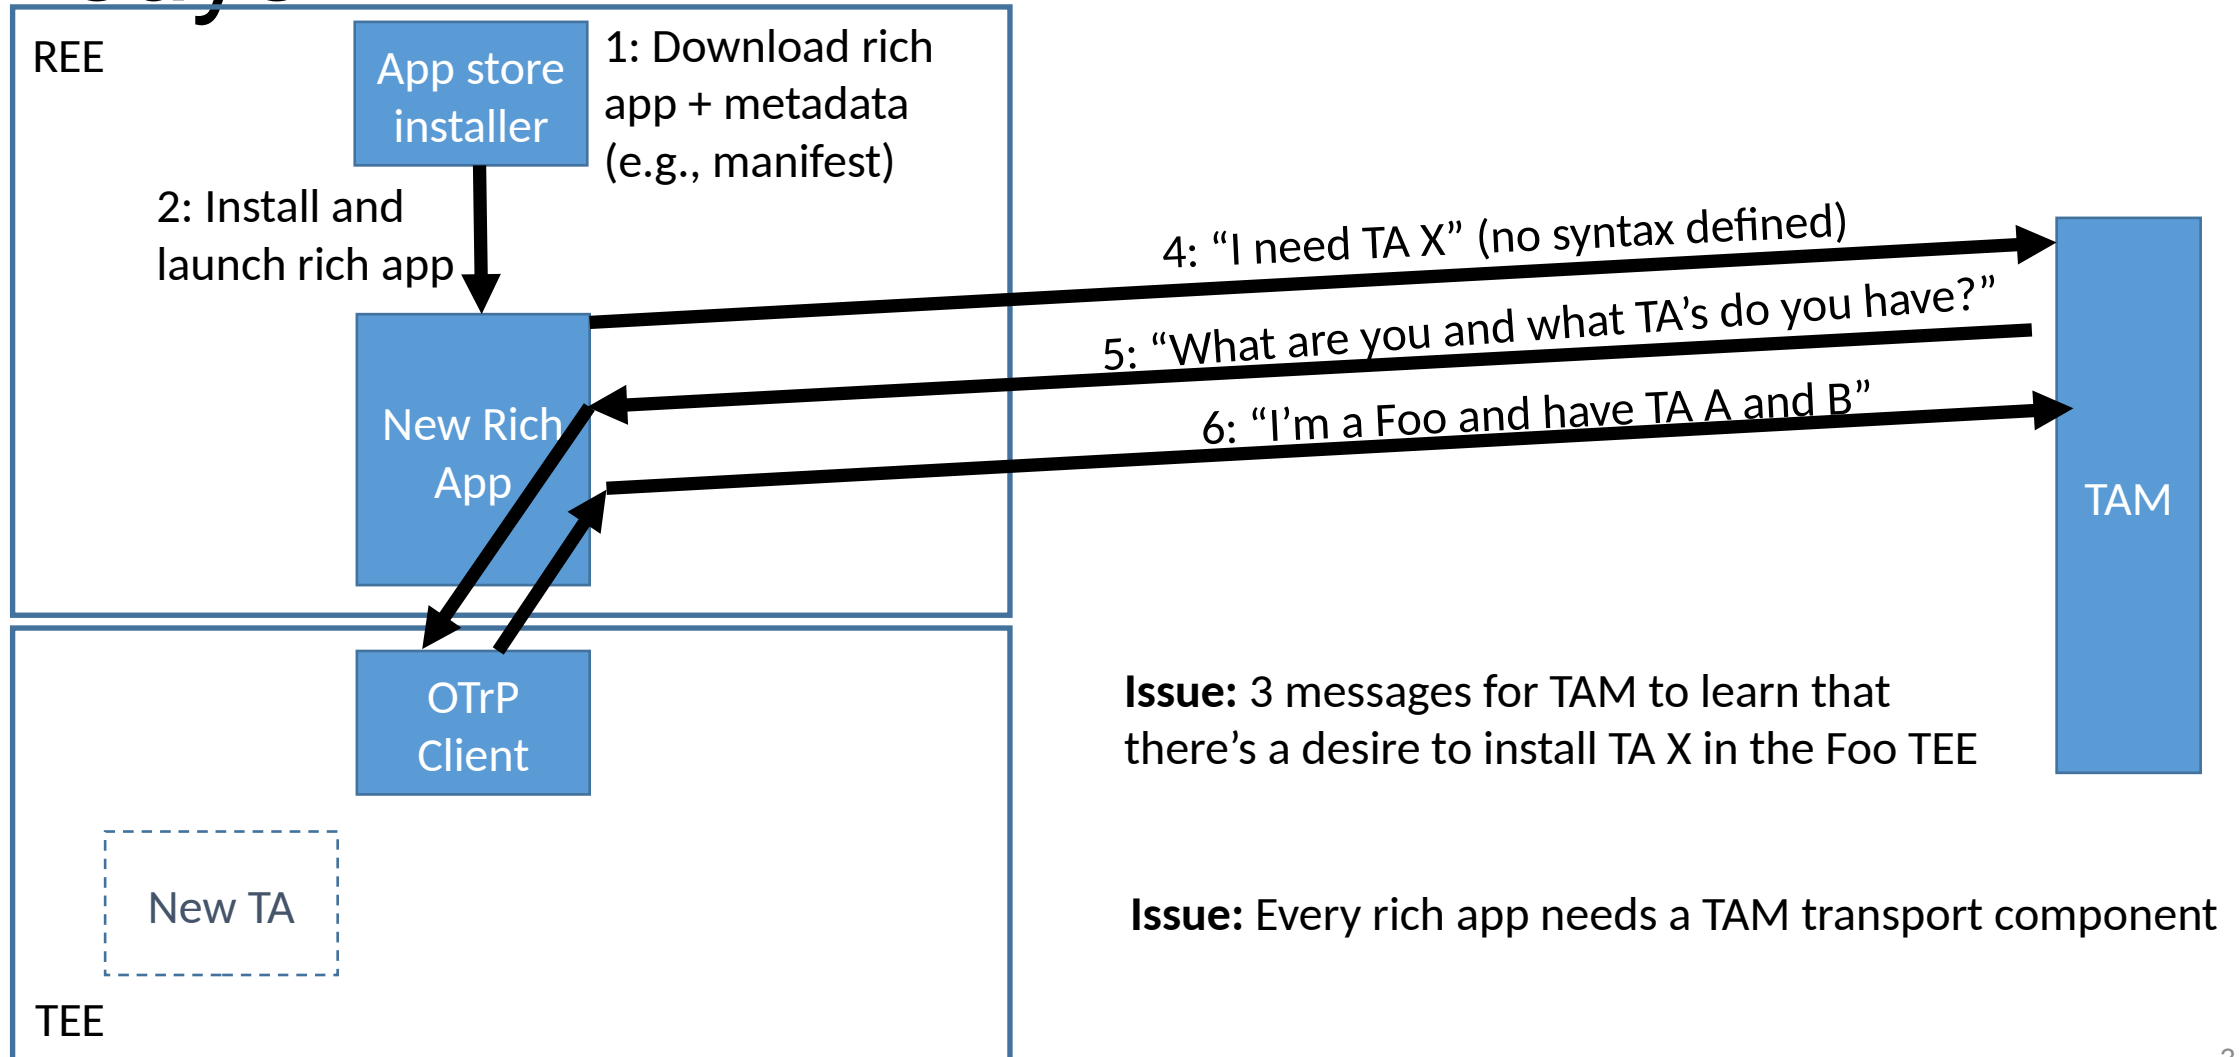 REE
App store
installer
1: Download rich
app + metadata
(e.g., manifest)
2: Install and
launch rich app
4: “I need TA X” (no syntax defined)
5: “What are you and what TA’s do you have?”
6: “I’m a Foo and have TA A and B”
New Rich
App
TAM
OTrP
Client
Issue: 3 messages for TAM to learn that
there’s a desire to install TA X in the Foo TEE
New TA
Issue: Every rich app needs a TAM transport component
TEE